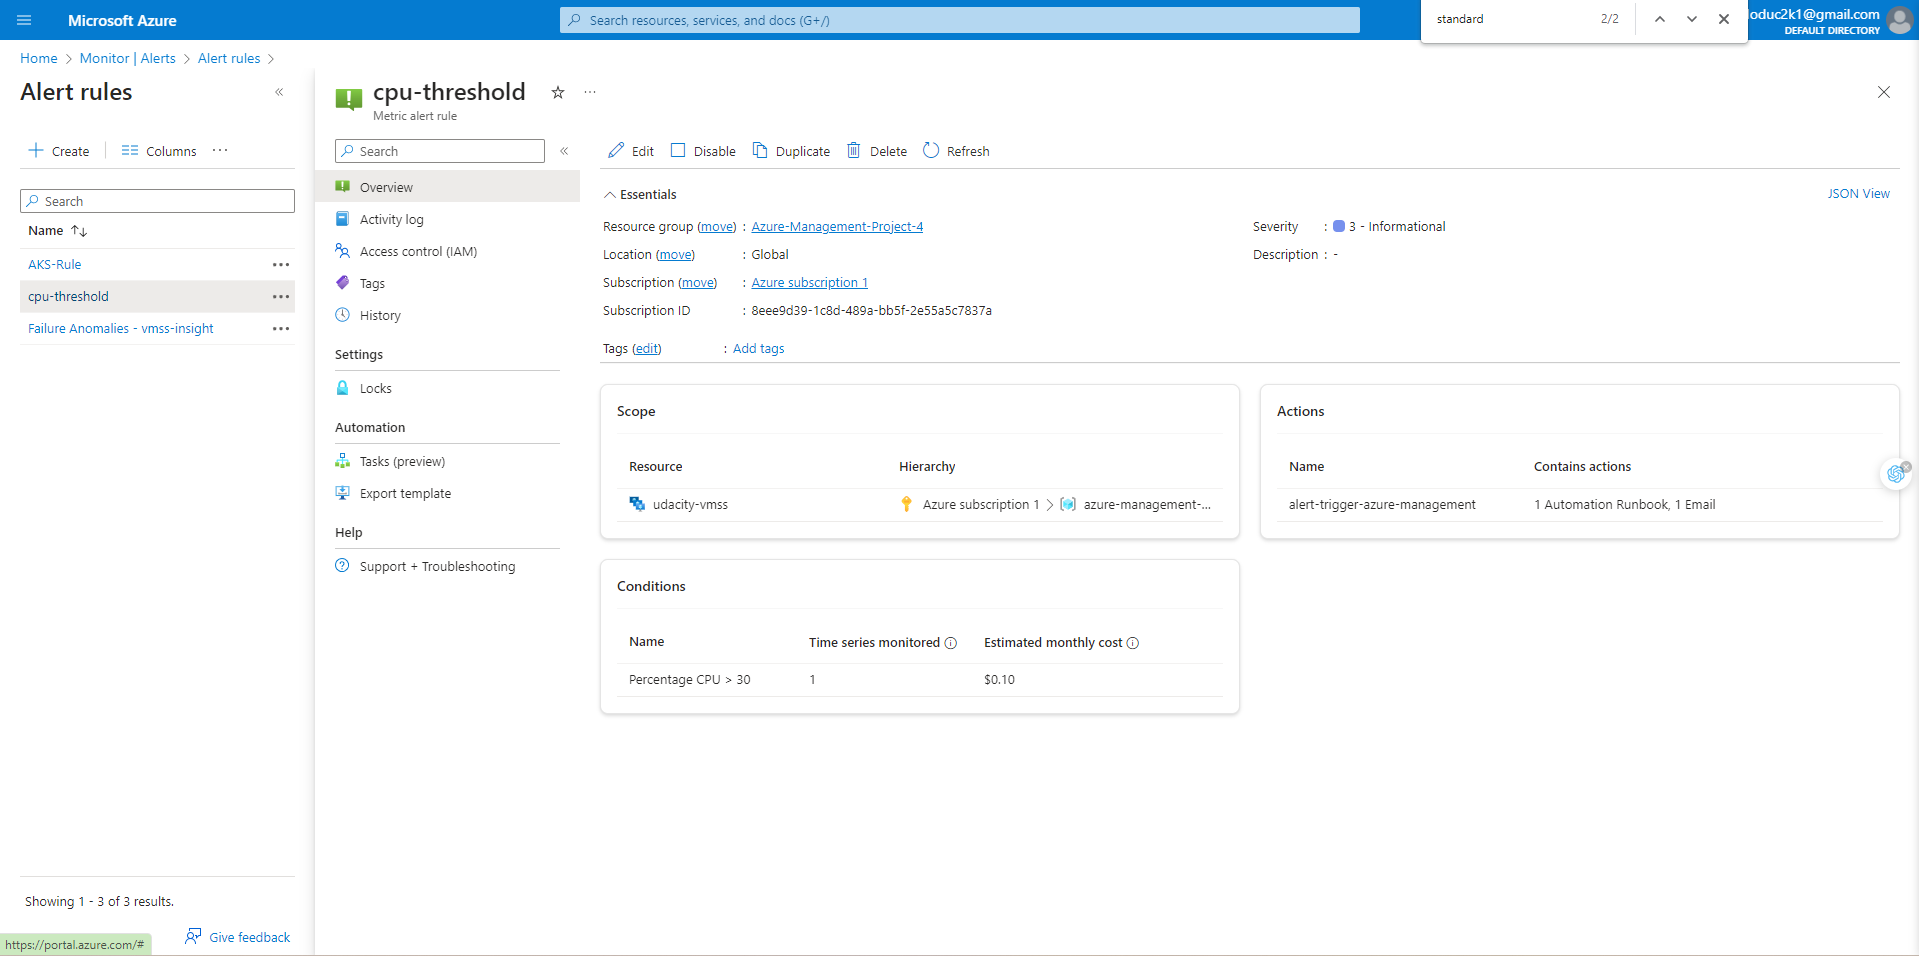 Microsoft Azure
Search resources, services, and docs (G+/)
standard
2/2
loduc2k1@gmail.com
DEFAULT DIRECTORY
Home > Monitor | Alerts > Alert rules >
Alert rules
Create
Columns
Search
Name
AKS-Rule
cpu-threshold
Failure Anomalies - vmss-insight
Showing 1 - 3 of 3 results.
Give feedback
https://portal.azure.com/#
cpu-threshold
Metric alert rule
Search
Overview
Activity log
Access control (IAM)
Tags
History
Settings
Locks
Automation
Tasks (preview)
Export template
Help
Support + Troubleshooting
Edit
Disable
Duplicate
Delete
Refresh
Essentials
JSON View
Resource group (move) : Azure-Management-Project-4
Location (move) : Global
Subscription (move) : Azure subscription 1
Subscription ID : 8eee9d39-1c8d-489a-bb5f-2e55a5c7837a
Severity : 3 - Informational
Description : -
Tags (edit) : Add tags
Scope
Resource Hierarchy
udacity-vmss Azure subscription 1 > azure-management-...
Actions
Name Contains actions
alert-trigger-azure-management 1 Automation Runbook, 1 Email
Conditions
Name Time series monitored Estimated monthly cost
Percentage CPU > 30 1 $0.10